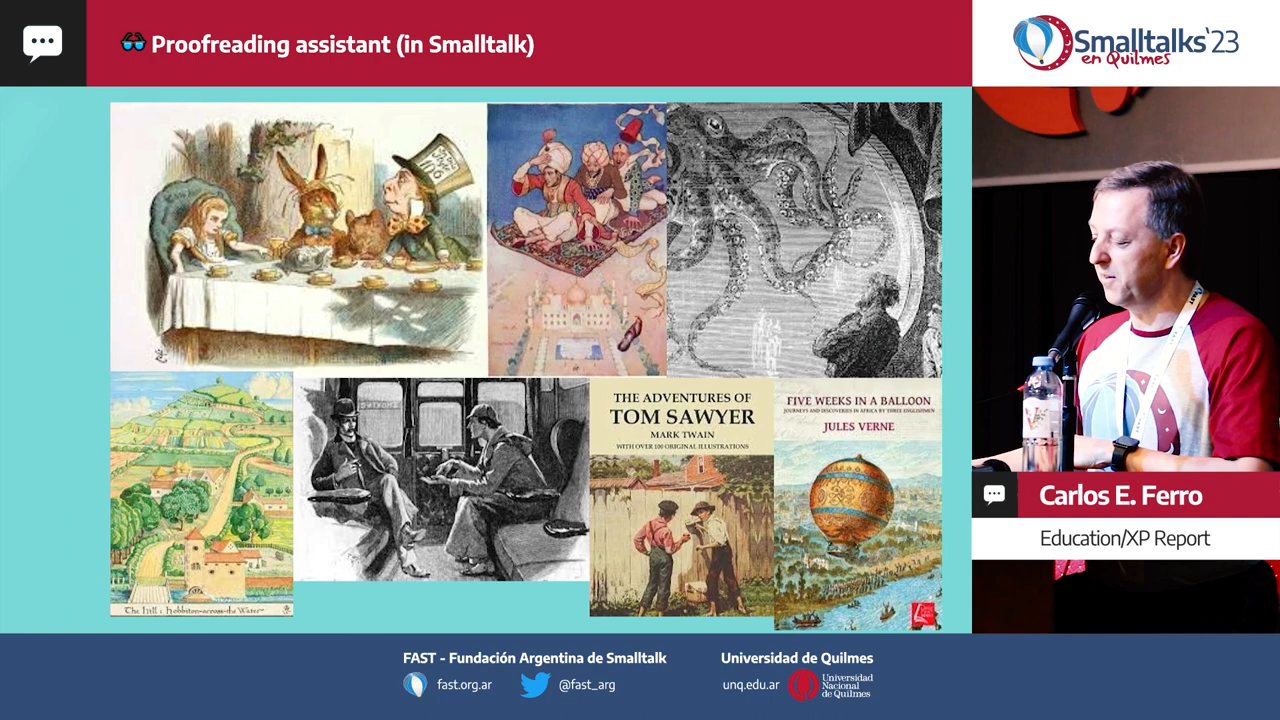 Proofreading assistant (in Smalltalk)
Smalltalks'23
en Quilmes
The Hill: Hobbiton-across-the Water
THE ADVENTURES OF
TOM SAWYER
MARK TWAIN
WITH OVER 100 ORIGINAL ILLUSTRATIONS
FIVE WEEKS IN A BALLOON
JOURNEYS AND DISCOVERIES IN AFRICA BY THREE ENGLISHMEN
JULES VERNE
Carlos E. Ferro
Education/XP Report
FAST - Fundación Argentina de Smalltalk
fast.org.ar
@fast_arg
Universidad de Quilmes
unq.edu.ar
Universidad
Nacional
de Quilmes